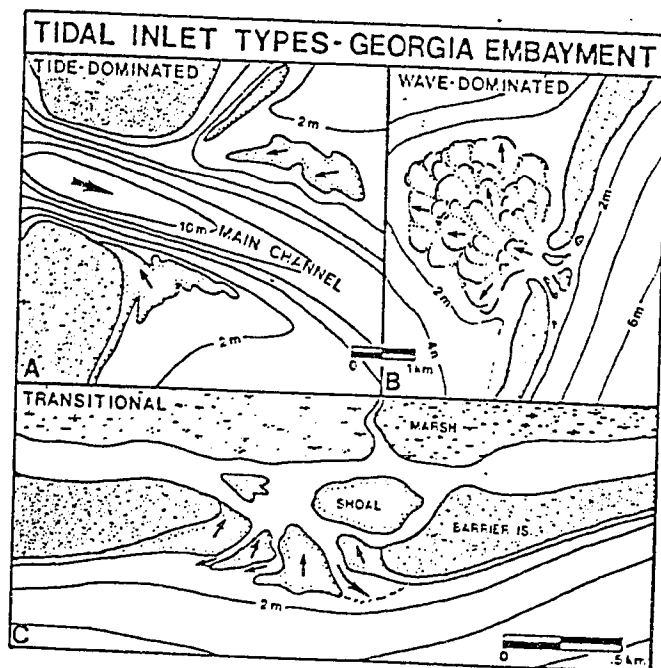 TIDAL INLET TYPES - GEORGIA EMBAYMENT
TIDE-DOMINATED
2m
10m
MAIN CHANNEL
2m
A
WAVE-DOMINATED
2m
2m
4m
6m
0 1km
B
TRANSITIONAL
MARSH
SHOAL
BARRIER IS.
2m
C
0 .5km